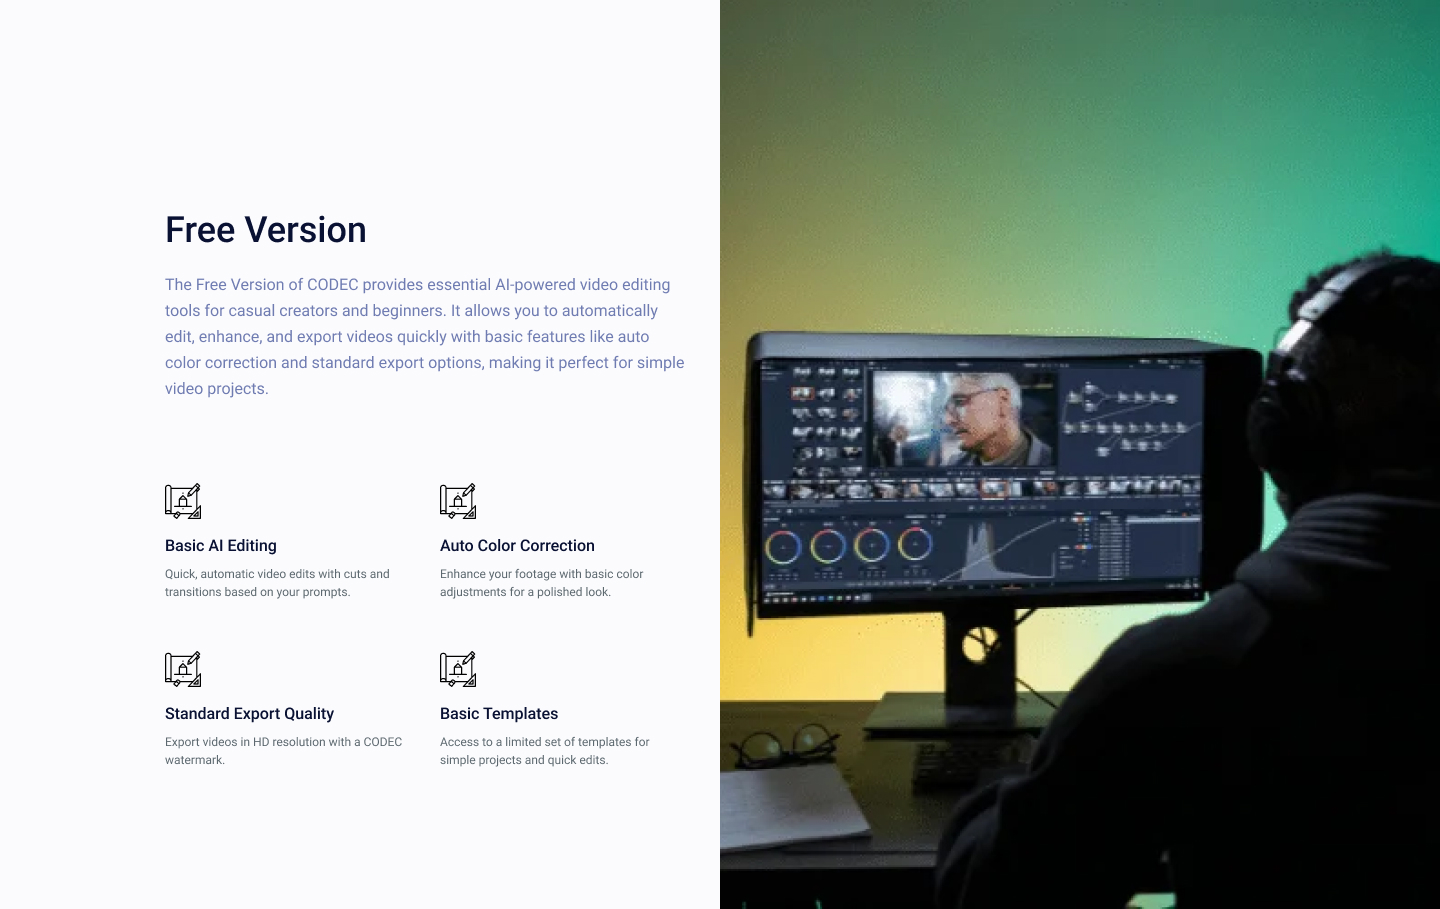 Free Version
The Free Version of CODEC provides essential AI-powered video editing
tools for casual creators and beginners. It allows you to automatically
edit, enhance, and export videos quickly with basic features like auto
color correction and standard export options, making it perfect for simple
video projects.
Basic AI Editing
Quick, automatic video edits with cuts and
transitions based on your prompts.
Auto Color Correction
Enhance your footage with basic color
adjustments for a polished look.
Standard Export Quality
Export videos in HD resolution with a CODEC
watermark.
Basic Templates
Access to a limited set of templates for
simple projects and quick edits.